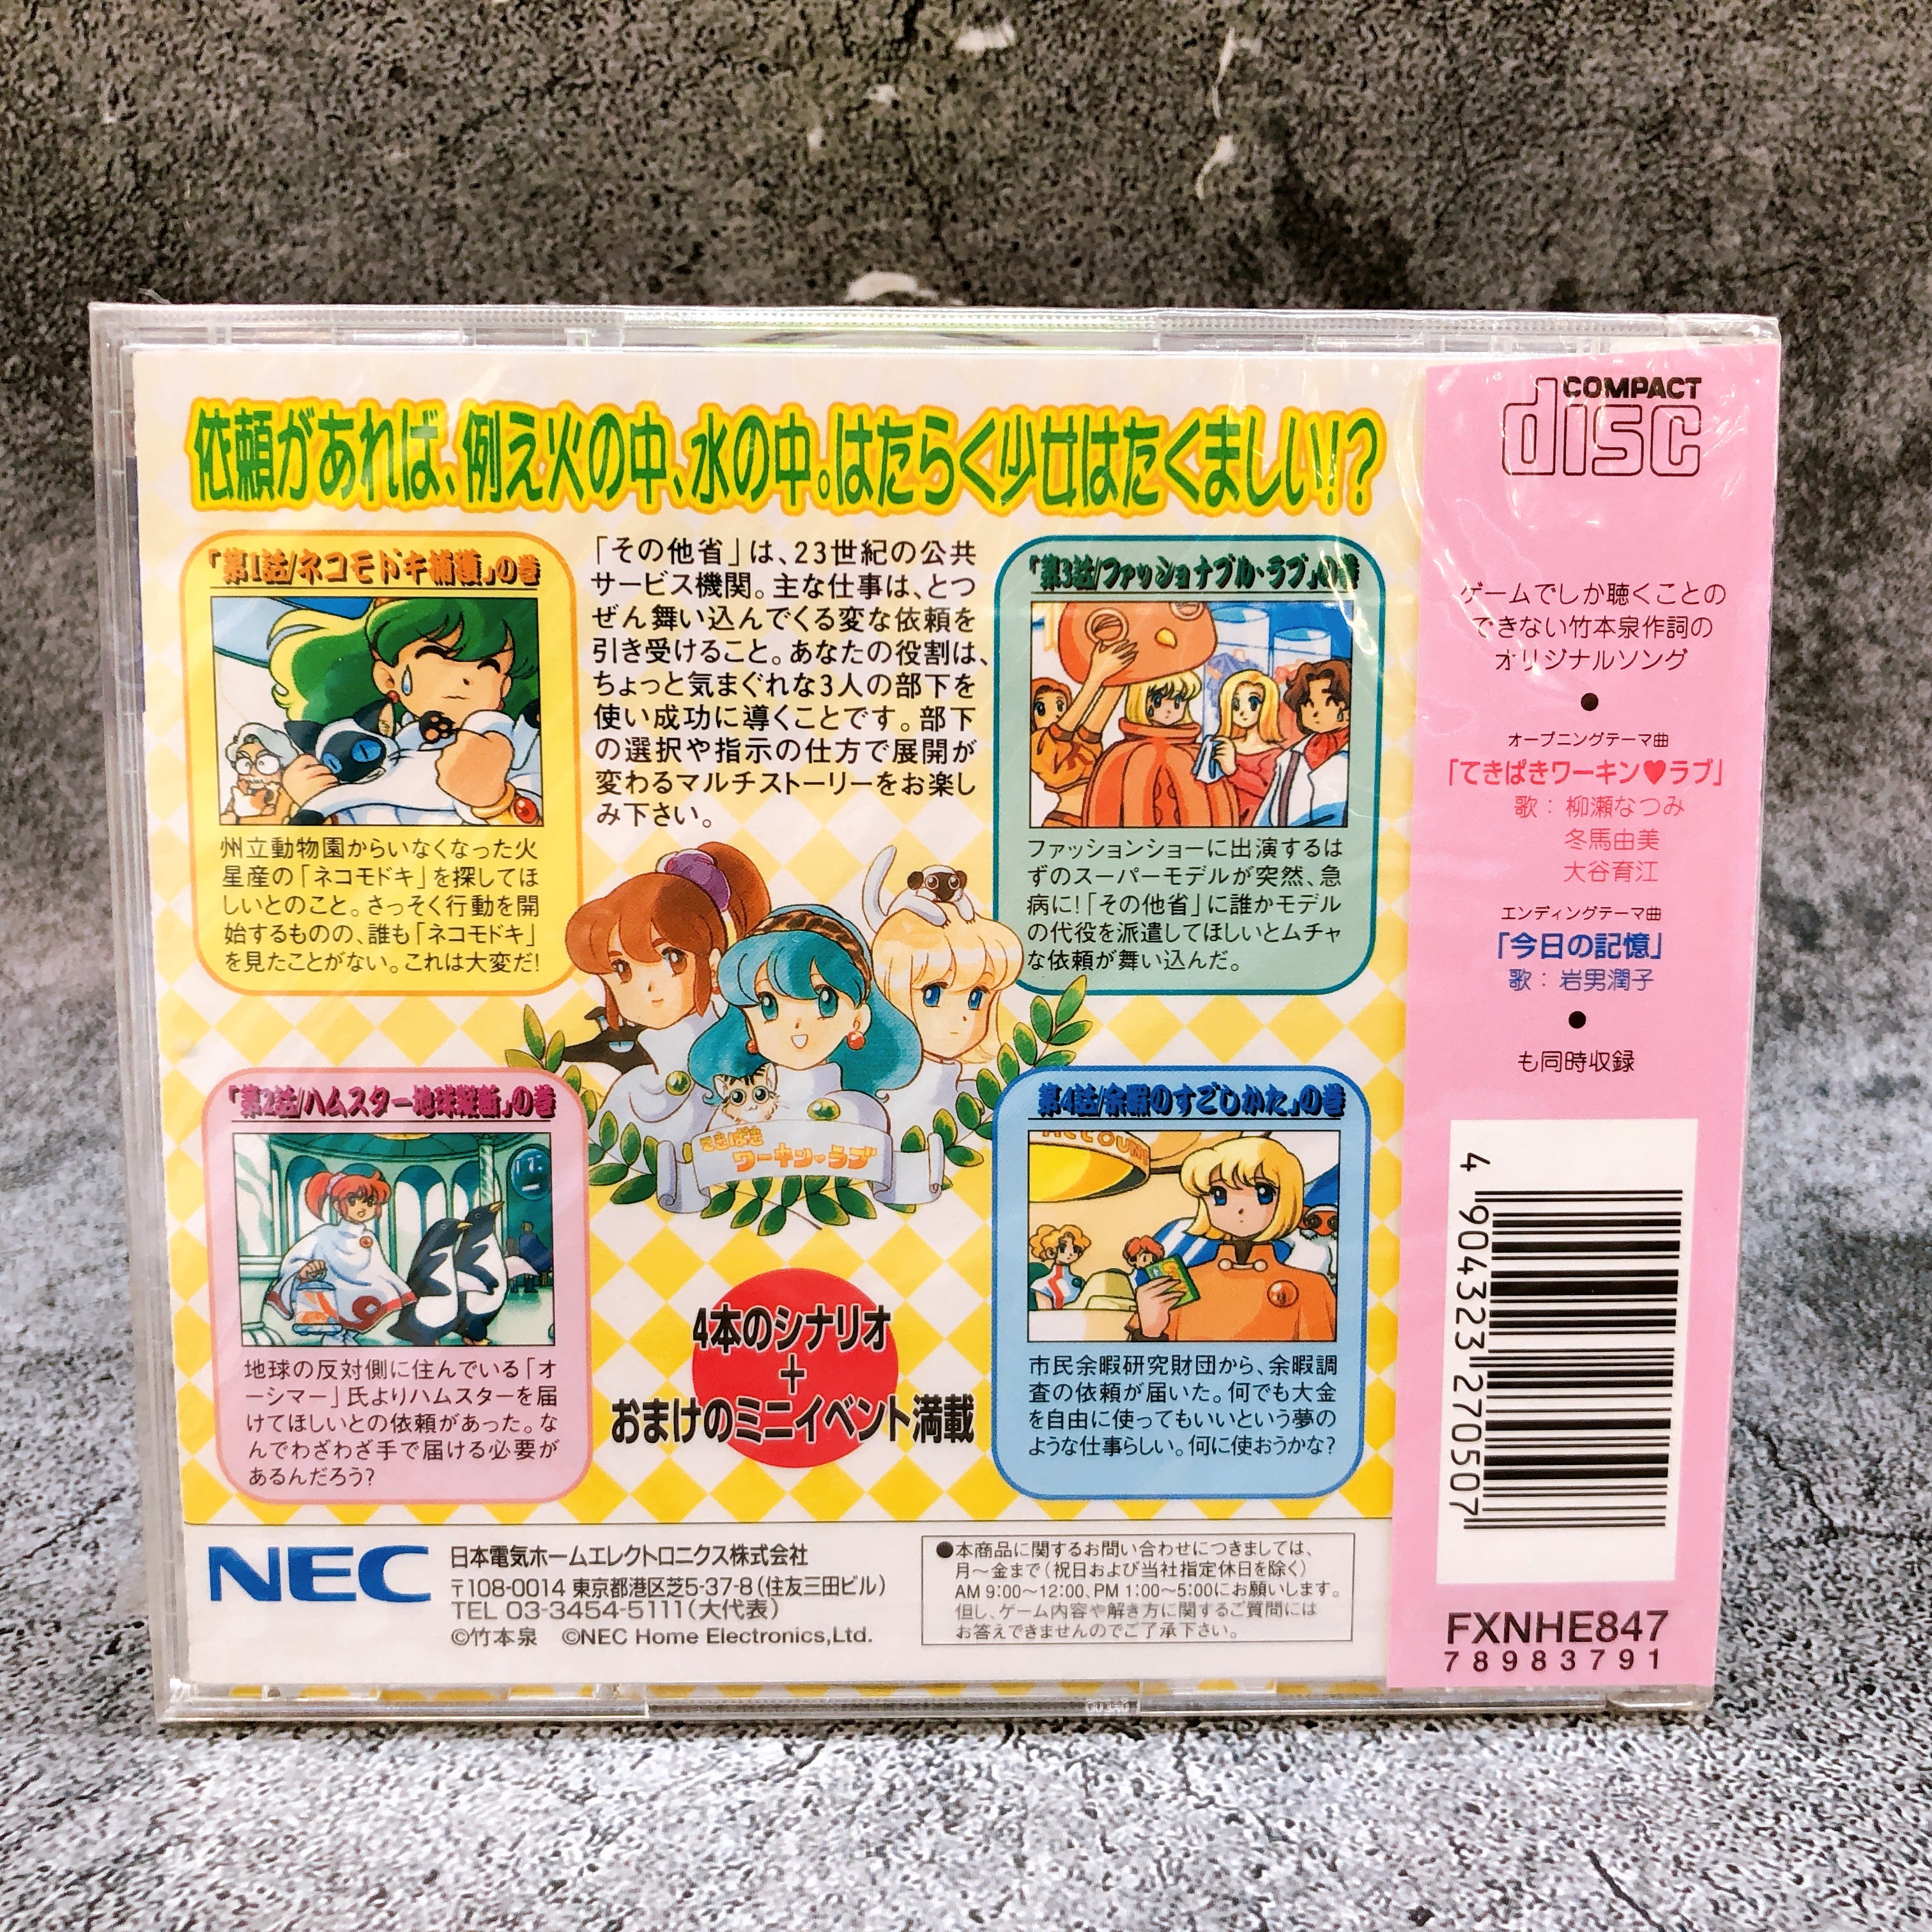 依頼があれば、例え火の中、水の中。はたらく少女はたくましい!?
「第1話/ネコモドキ捕獲」の巻
州立動物園からいなくなった火
星産の「ネコモドキ」を探してほ
しいとのこと。さっそく行動を開
始するものの、誰も「ネコモドキ」
を見たことがない。これは大変だ!
「その他省」は、23世紀の公共
サービス機関。主な仕事は、とつ
ぜん舞い込んでくる変な依頼を
引き受けること。あなたの役割は、
ちょっと気まぐれな3人の部下を
使い成功に導くことです。部下
の選択や指示の仕方で展開が
変わるマルチストーリーをお楽し
み下さい。
「第3話/ファッショナブル・ラブ」の巻
ファッションショーに出演するは
ずのスーパーモデルが突然、急
病に!「その他省」に誰かモデル
の代役を派遣してほしいとムチャ
な依頼が舞い込んだ。
「第2話/ハムスター地球縦断」の巻
地球の反対側に住んでいる「オ
ーシマー」氏よりハムスターを届
けてほしいとの依頼があった。な
んでわざわざ手で届ける必要が
あるんだろう?
てきぱき
ワーキン・ラブ
4本のシナリオ
+
おまけのミニイベント満載
「第4話/余暇のすごしかた」の巻
ACCOUN
市民余暇研究財団から、余暇調
査の依頼が届いた。何でも大金
を自由に使ってもいいという夢の
ような仕事らしい。何に使おうかな?
NEC
日本電気ホームエレクトロニクス株式会社
〒108-0014 東京都港区芝5-37-8(住友三田ビル)
TEL 03-3454-5111(大代表)
©竹本泉 ©NEC Home Electronics,Ltd.
●本商品に関するお問い合わせにつきましては、
月〜金まで(祝日および当社指定休日を除く)
AM 9:00〜12:00、PM 1:00〜5:00にお願いします。
但し、ゲーム内容や解き方に関するご質問には
お答えできませんのでご了承下さい。
COMPACT
disc
ゲームでしか聴くことの
できない竹本泉作詞の
オリジナルソング
●
オープニングテーマ曲
「てきぱきワーキン♥ラブ」
歌：柳瀬なつみ
冬馬由美
大谷育江
エンディングテーマ曲
「今日の記憶」
歌：岩男潤子
●
も同時収録
4 904323 270507
FXNHE847
78983791